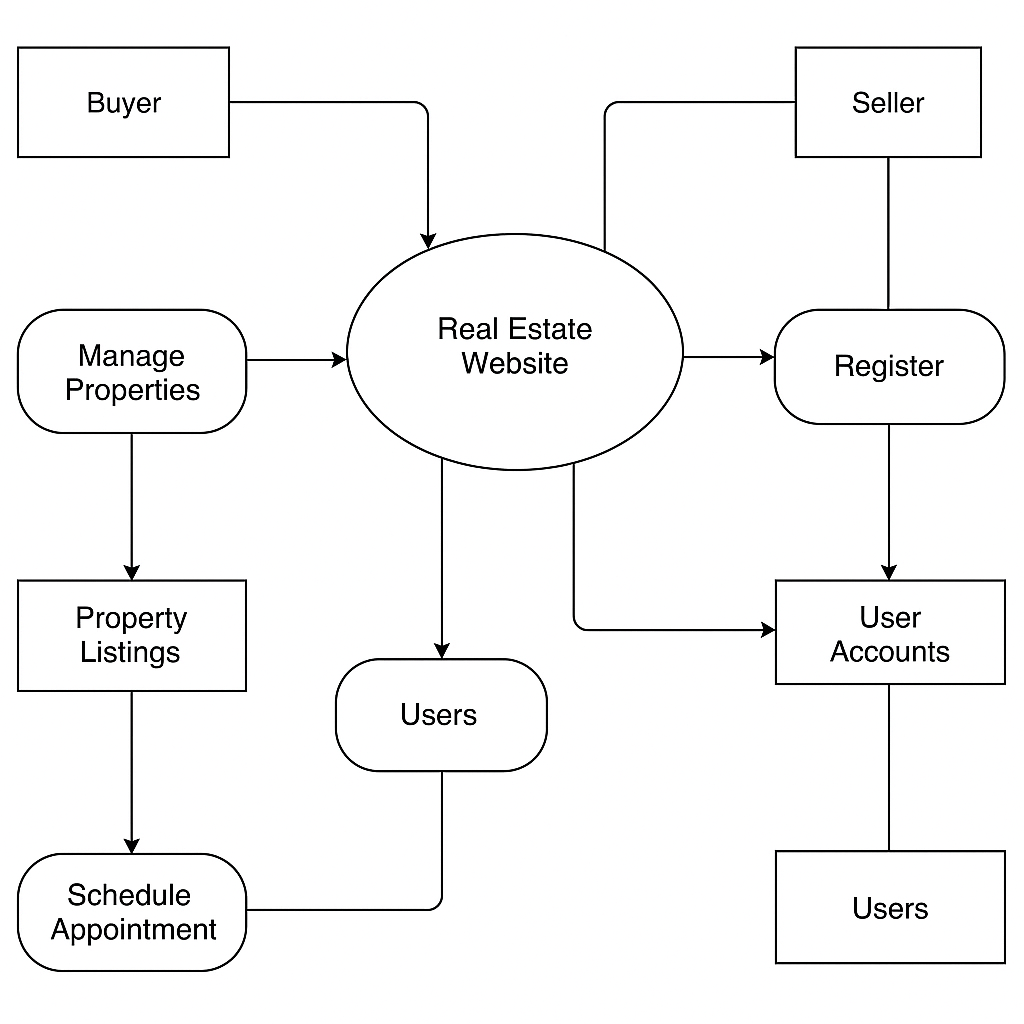 Buyer
Seller
Real Estate
Website
Manage
Properties
Register
Property
Listings
User
Accounts
Users
Schedule
Appointment
Users